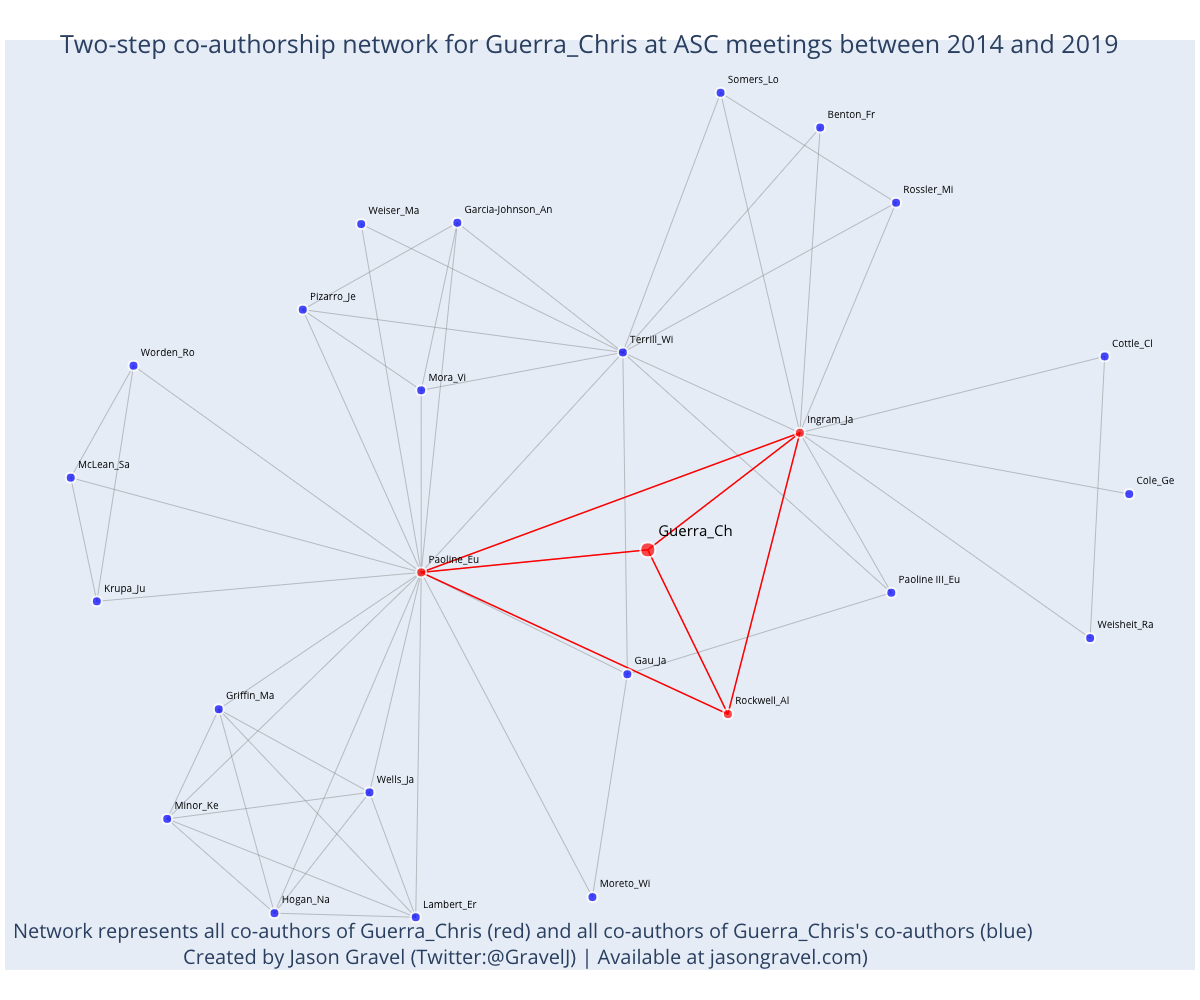 Two-step co-authorship network for Guerra_Chris at ASC meetings between 2014 and 2019
Somers_Lo
Benton_Fr
Rossler_Mi
Weiser_Ma
Garcia-Johnson_An
Pizarro_Je
Terrill_Wi
Cottle_Cl
Worden_Ro
Mora_Vi
Ingram_Ja
McLean_Sa
Cole_Ge
Guerra_Ch
Paoline_Eu
Paoline III_Eu
Krupa_Ju
Weisheit_Ra
Gau_Ja
Griffin_Ma
Rockwell_Al
Wells_Ja
Minor_Ke
Moreto_Wi
Hogan_Na
Lambert_Er
Network represents all co-authors of Guerra_Chris (red) and all co-authors of Guerra_Chris's co-authors (blue)
Created by Jason Gravel (Twitter:@GravelJ) | Available at jasongravel.com)